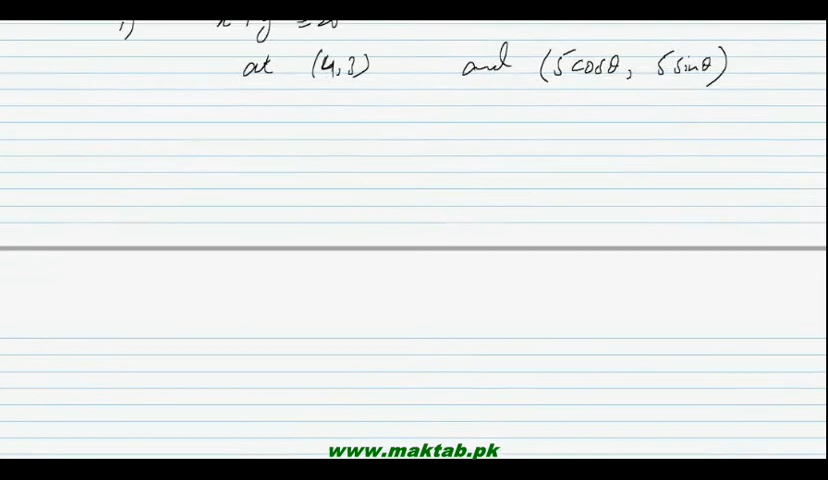 at (4,3) and (5cosθ, 5sinθ)
www.maktab.pk